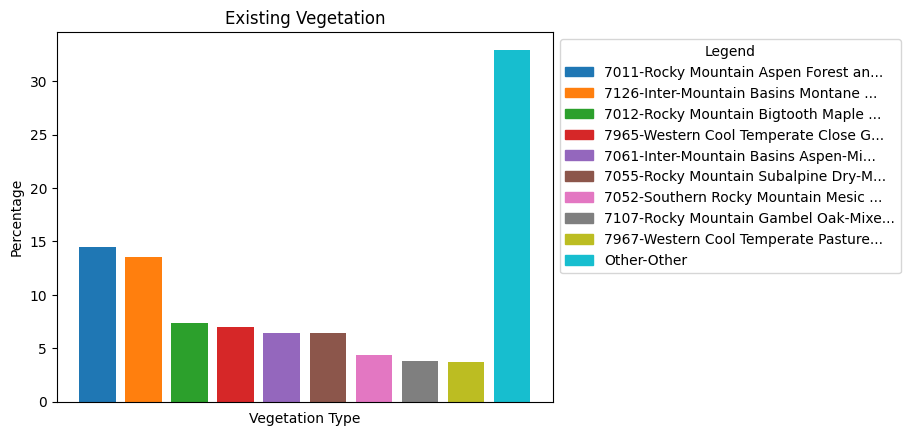 Existing Vegetation
Percentage
30
25
20
15
10
5
0
Vegetation Type
Legend
7011-Rocky Mountain Aspen Forest an...
7126-Inter-Mountain Basins Montane ...
7012-Rocky Mountain Bigtooth Maple ...
7965-Western Cool Temperate Close G...
7061-Inter-Mountain Basins Aspen-Mi...
7055-Rocky Mountain Subalpine Dry-M...
7052-Southern Rocky Mountain Mesic ...
7107-Rocky Mountain Gambel Oak-Mixe...
7967-Western Cool Temperate Pasture...
Other-Other